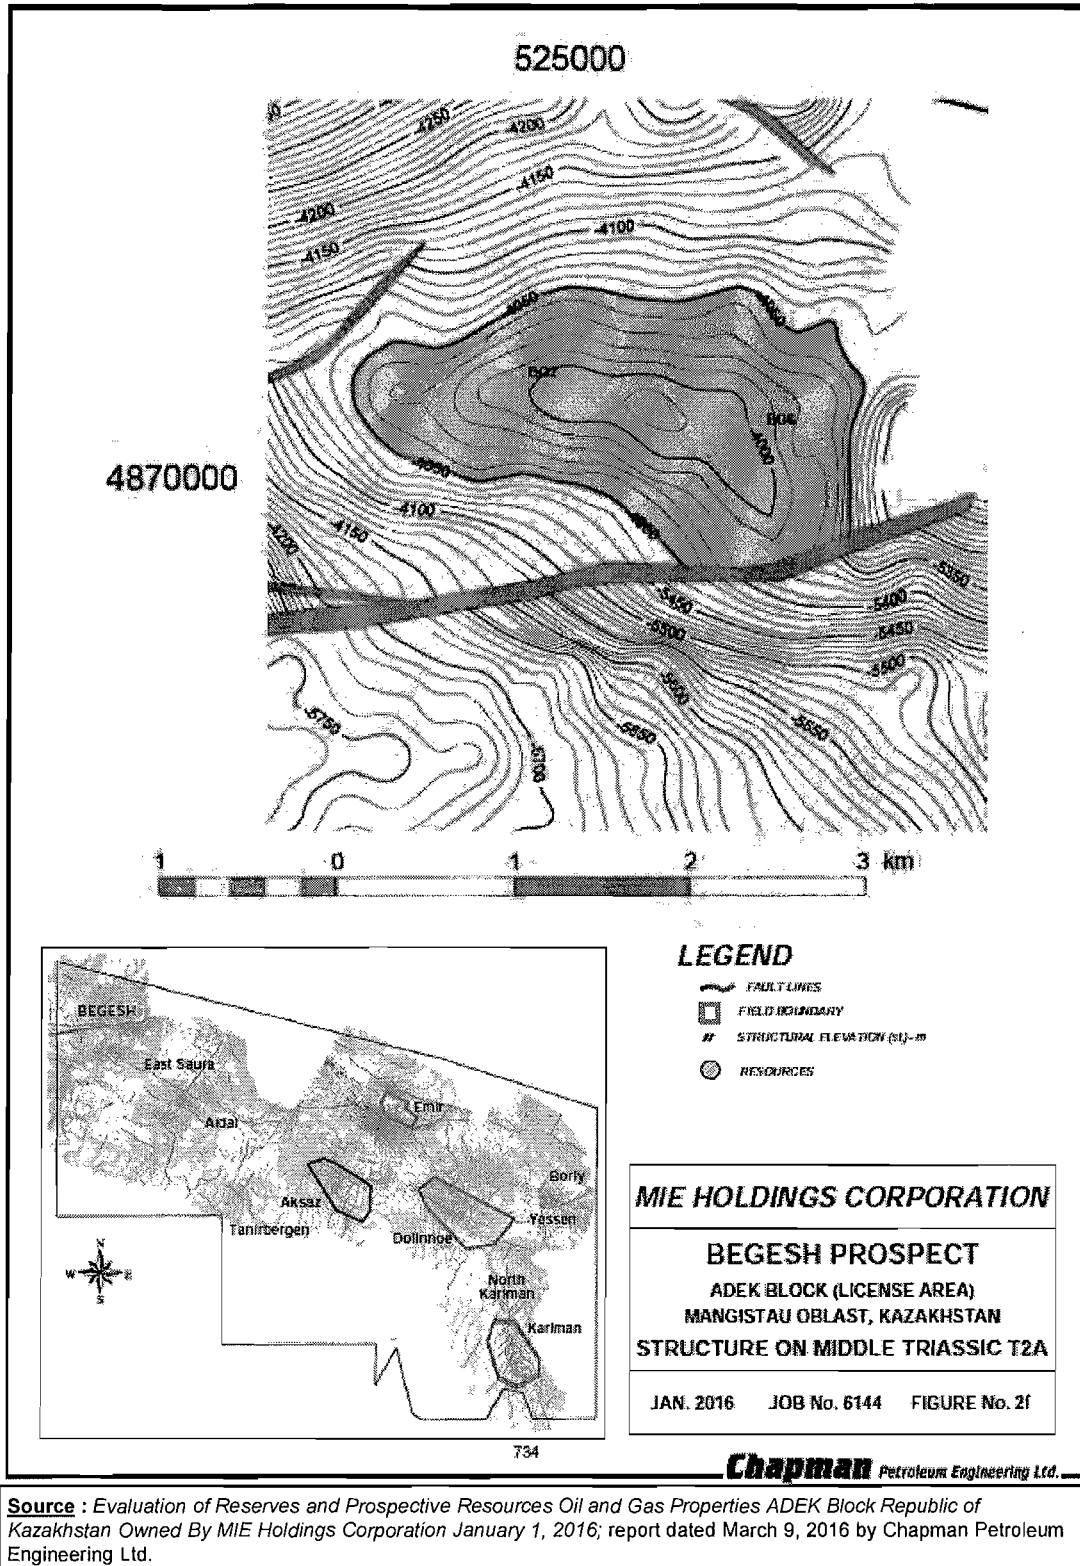 525000
-4250
-4200
-4150
-4200
-4100
-4150
-4050
-4050
B07
B08
-4000
4870000
-4050
-4100
-4150
-4200
-5350
-5450
-5400
-5500
-5450
-5500
-5750
-5550
1 0 1 2 3 km
LEGEND
FAULT LINES
FIELD BOUNDARY
STRUCTURAL ELEVATION (st)-m
RESOURCES
BEGESH
East Saura
Aidai
Emir
Borly
Aksaz
Yessen
Tanirbergen
Dolinnoe
N
W E
S
North
Kariman
Kariman
734
MIE HOLDINGS CORPORATION
BEGESH PROSPECT
ADEK BLOCK (LICENSE AREA)
MANGISTAU OBLAST, KAZAKHSTAN
STRUCTURE ON MIDDLE TRIASSIC T2A
JAN. 2016 JOB No. 6144 FIGURE No. 2f
Chapman Petroleum Engineering Ltd.
Source : Evaluation of Reserves and Prospective Resources Oil and Gas Properties ADEK Block Republic of
Kazakhstan Owned By MIE Holdings Corporation January 1, 2016; report dated March 9, 2016 by Chapman Petroleum
Engineering Ltd.